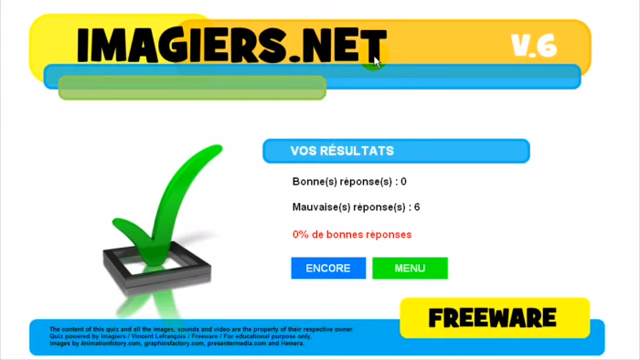 IMAGIERS.NET
V.6
VOS RÉSULTATS
Bonne(s) réponse(s) : 0
Mauvaise(s) réponse(s) : 6
0% de bonnes réponses
ENCORE
MENU
FREEWARE
The content of this quiz and all the images, sounds and video are the property of their respective owner.
Quiz powered by Imagiers / Vincent Lefrançois / Freeware / For educational purpose only.
Images by Animationfctory.com, graphicsfactory.com, presentermedia.com and Hemera.